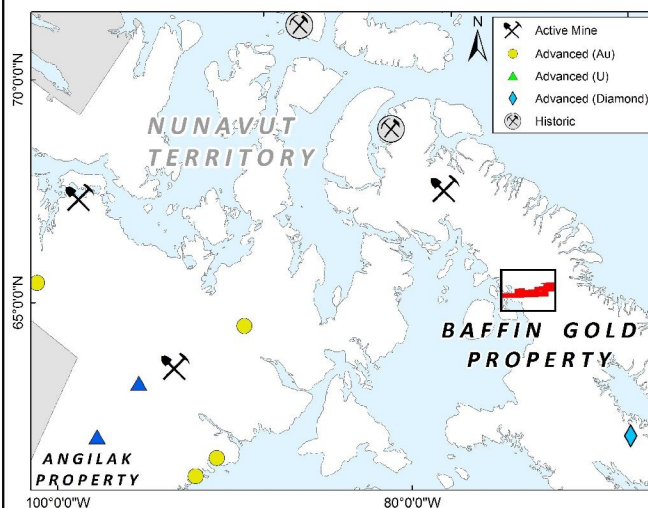 N
Active Mine
Advanced (Au)
Advanced (U)
Advanced (Diamond)
Historic
70°0'0"N
NUNAVUT
TERRITORY
65°0'0"N
BAFFIN GOLD
PROPERTY
ANGILAK
PROPERTY
100°0'0"W
80°0'0"W